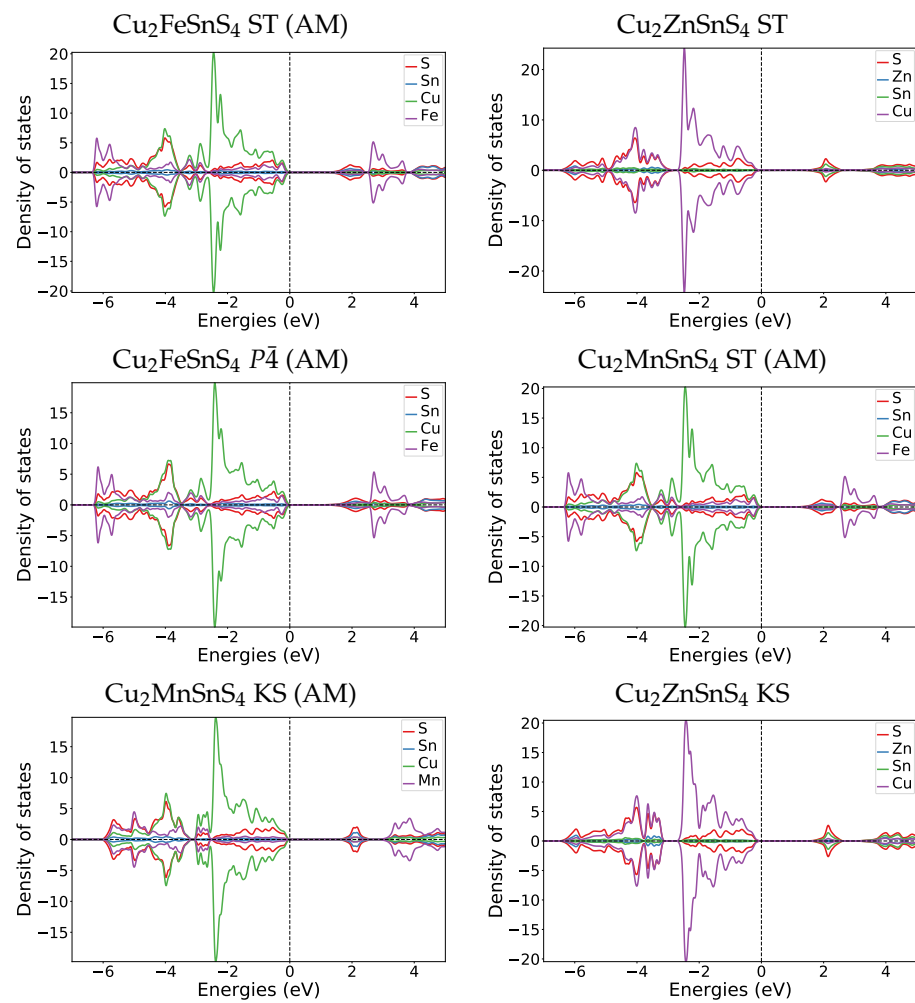 Cu₂FeSnS₄ ST (AM)
Density of states
20
15
10
5
0
−5
−10
−15
−20
S
Sn
Cu
Fe
−6 −4 −2 0 2 4
Energies (eV)
Cu₂ZnSnS₄ ST
Density of states
20
10
0
−10
−20
S
Zn
Sn
Cu
−6 −4 −2 0 2 4
Energies (eV)
Cu₂FeSnS₄ P4̄ (AM)
Density of states
15
10
5
0
−5
−10
−15
S
Sn
Cu
Fe
−6 −4 −2 0 2 4
Energies (eV)
Cu₂MnSnS₄ ST (AM)
Density of states
20
15
10
5
0
−5
−10
−15
−20
S
Sn
Cu
Fe
−6 −4 −2 0 2 4
Energies (eV)
Cu₂MnSnS₄ KS (AM)
Density of states
15
10
5
0
−5
−10
−15
S
Sn
Cu
Mn
−6 −4 −2 0 2 4
Energies (eV)
Cu₂ZnSnS₄ KS
Density of states
20
15
10
5
0
−5
−10
−15
−20
S
Zn
Sn
Cu
−6 −4 −2 0 2 4
Energies (eV)